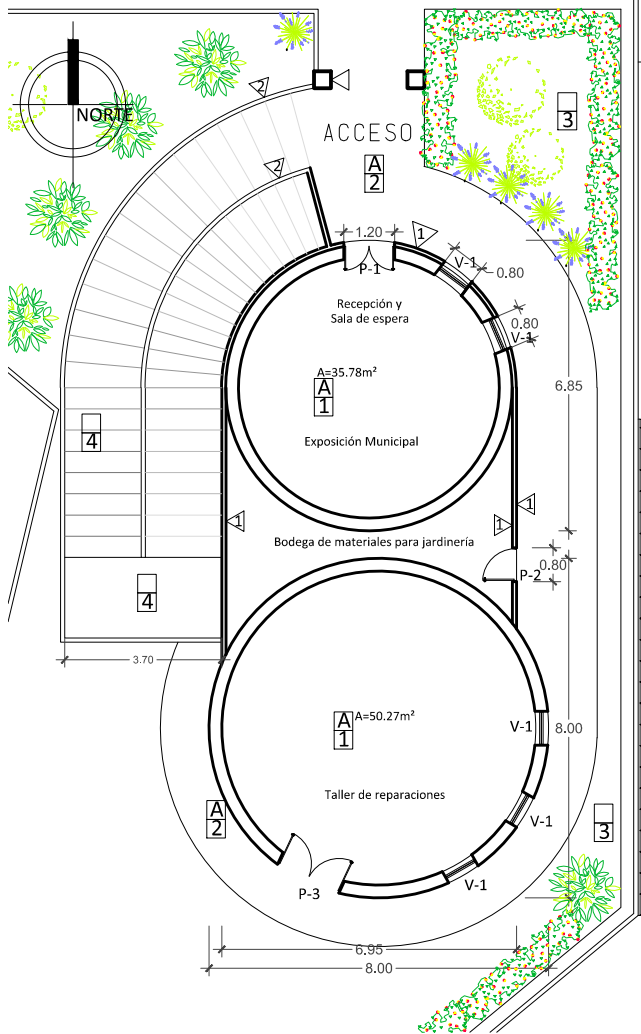 2
NORTE
3
ACCESO
2
A
2
1.20
1
P-1
V-1
0.80
Recepción y
Sala de espera
0.80
V-1
A=35.78m²
A
1
6.85
4
Exposición Municipal
1
1
1
Bodega de materiales para jardinería
0.80
P-2
4
3.70
A
1
A=50.27m²
V-1
8.00
Taller de reparaciones
A
2
V-1
3
V-1
P-3
6.95
8.00